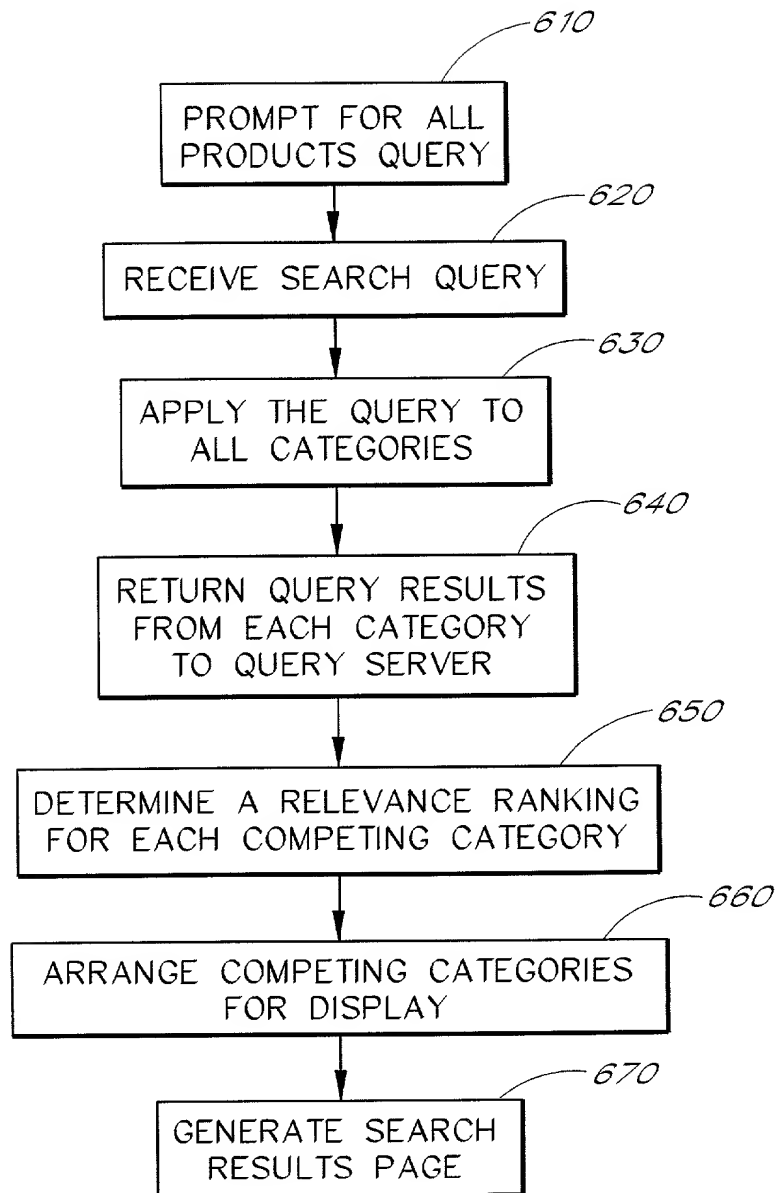 610
PROMPT FOR ALL
PRODUCTS QUERY
620
RECEIVE SEARCH QUERY
630
APPLY THE QUERY TO
ALL CATEGORIES
640
RETURN QUERY RESULTS
FROM EACH CATEGORY
TO QUERY SERVER
650
DETERMINE A RELEVANCE RANKING
FOR EACH COMPETING CATEGORY
660
ARRANGE COMPETING CATEGORIES
FOR DISPLAY
670
GENERATE SEARCH
RESULTS PAGE